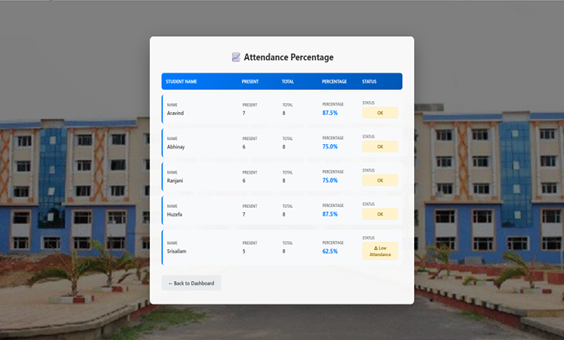 Attendance Percentage
STUDENT NAME PRESENT TOTAL PERCENTAGE STATUS
NAME PRESENT TOTAL PERCENTAGE STATUS
Aravind 7 8 87.5% OK
NAME PRESENT TOTAL PERCENTAGE STATUS
Abhinay 6 8 75.0% OK
NAME PRESENT TOTAL PERCENTAGE STATUS
Ranjani 6 8 75.0% OK
NAME PRESENT TOTAL PERCENTAGE STATUS
Huzefa 7 8 87.5% OK
NAME PRESENT TOTAL PERCENTAGE STATUS
Srisailam 5 8 62.5% ⚠ Low
Attendance
← Back to Dashboard